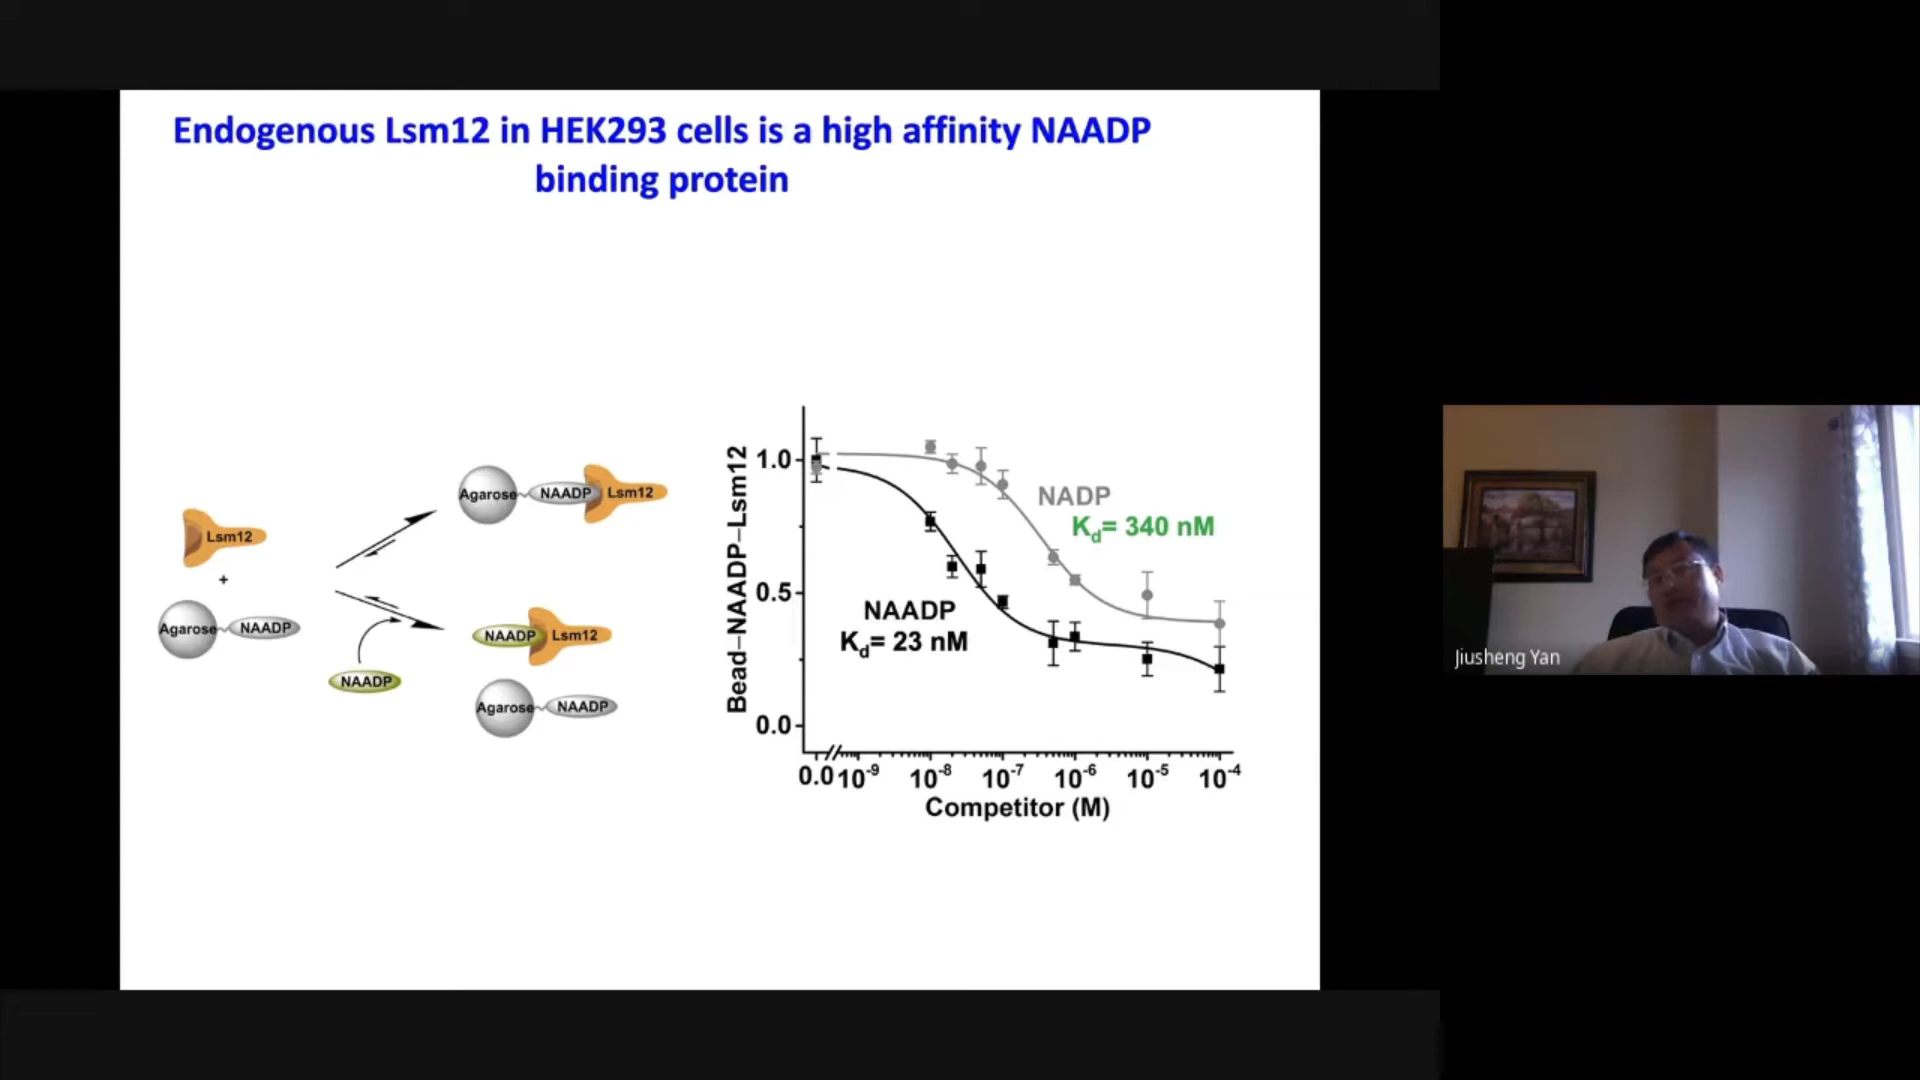 Endogenous Lsm12 in HEK293 cells is a high affinity NAADP
binding protein
Agarose NAADP Lsm12
Lsm12
+
Agarose NAADP
NAADP Lsm12
NAADP
Agarose NAADP
Bead–NAADP–Lsm12
1.0
0.5
0.0
NADP
Kd= 340 nM
NAADP
Kd= 23 nM
0.0 10-9 10-8 10-7 10-6 10-5 10-4
Competitor (M)
Jiusheng Yan